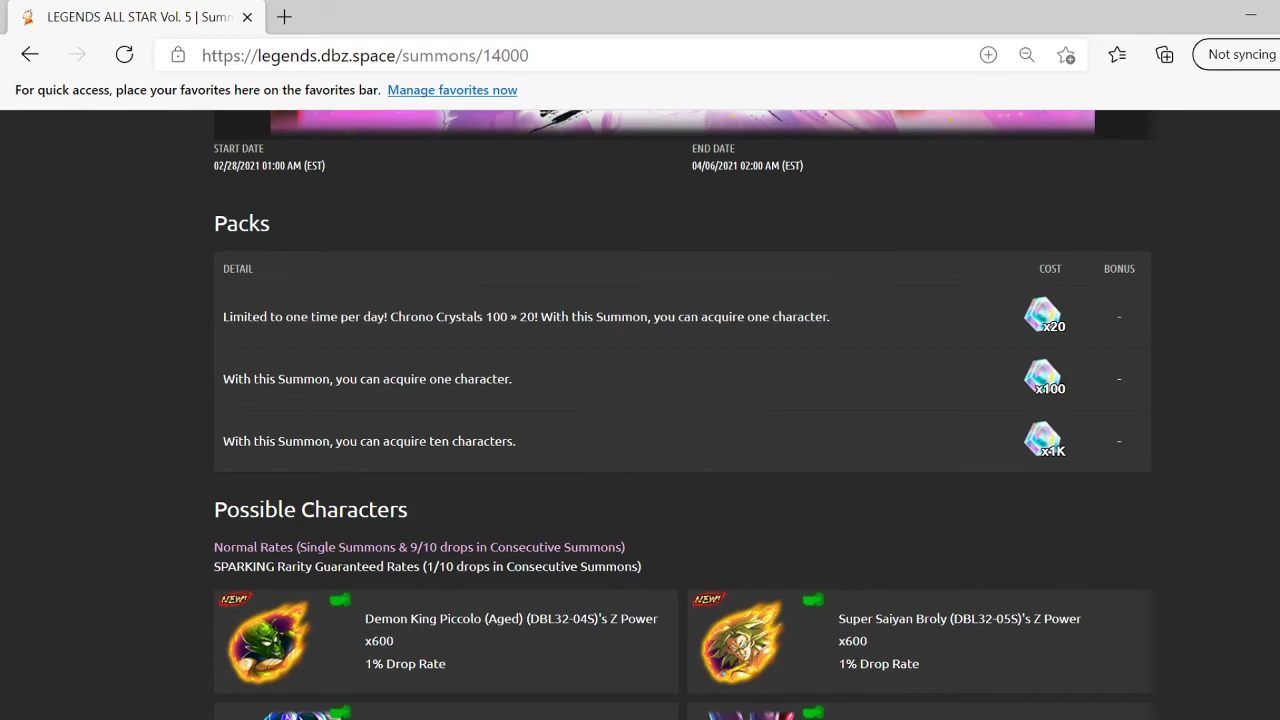 LEGENDS ALL STAR Vol. 5 | Sum
https://legends.dbz.space/summons/14000
Not syncing
For quick access, place your favorites here on the favorites bar. Manage favorites now
START DATE
02/28/2021 01:00 AM (EST)
END DATE
04/06/2021 02:00 AM (EST)
Packs
DETAIL COST BONUS
Limited to one time per day! Chrono Crystals 100 » 20! With this Summon, you can acquire one character. x20 -
With this Summon, you can acquire one character. x100 -
With this Summon, you can acquire ten characters. x1K -
Possible Characters
Normal Rates (Single Summons & 9/10 drops in Consecutive Summons)
SPARKING Rarity Guaranteed Rates (1/10 drops in Consecutive Summons)
NEW!
Demon King Piccolo (Aged) (DBL32-04S)'s Z Power
x600
1% Drop Rate
NEW!
Super Saiyan Broly (DBL32-05S)'s Z Power
x600
1% Drop Rate